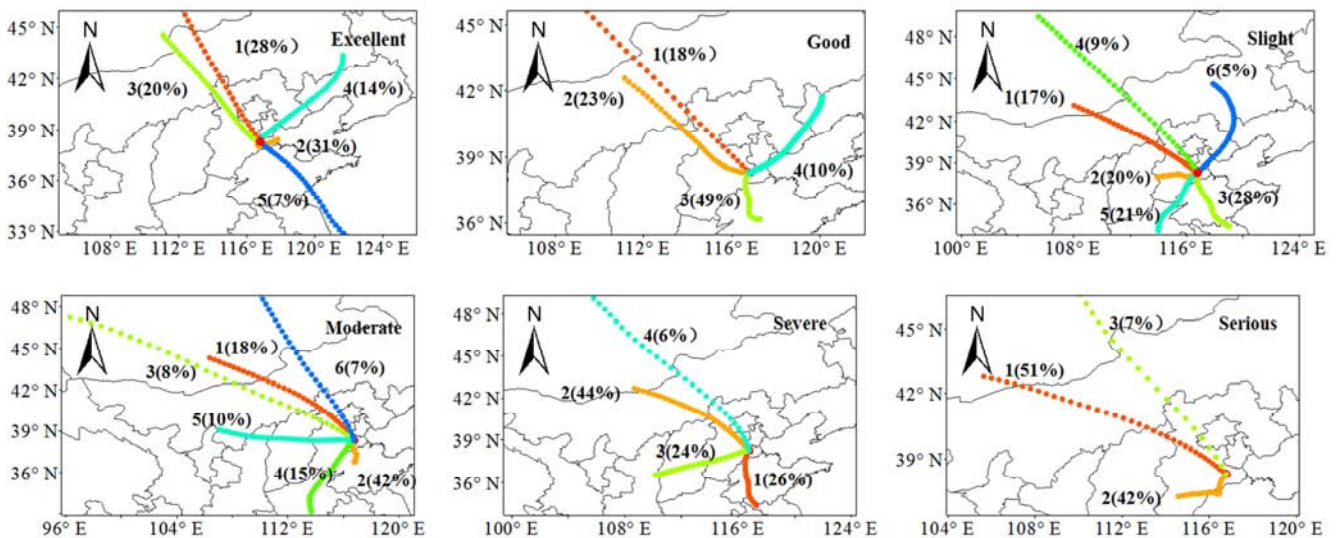 45° N
N
1(28%）
Excellent
42° N
3(20%)
4(14%)
39° N
2(31%)
36° N
5(7%)
33° N
108° E
112° E
116° E
120° E
124° E
45° N
N
1(18%）
Good
42° N
2(23%)
39° N
4(10%)
3(49%)
36° N
108° E
112° E
116° E
120° E
48° N
N
4(9%）
Slight
6(5%)
45° N
1(17%)
42° N
39° N
2(20%)
3(28%)
36° N
5(21%)
100° E
108° E
116° E
124° E
48° N
N
Moderate
45° N
1(18%）
3(8%)
6(7%)
42° N
5(10%)
39° N
4(15%)
36° N
2(42%)
96° E
104° E
112° E
120° E
48° N
N
Severe
4(6%）
45° N
2(44%)
42° N
39° N
3(24%)
36° N
1(26%)
100° E
108° E
116° E
124° E
45° N
N
3(7%）
Serious
1(51%)
42° N
39° N
2(42%)
104° E
108° E
112° E
116° E
120° E